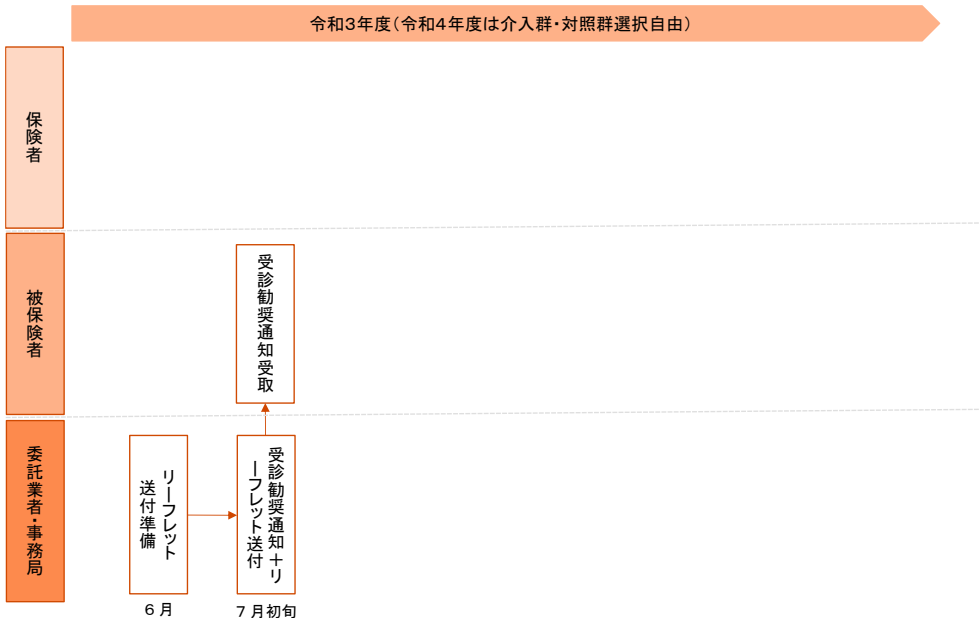 令和3年度(令和4年度は介入群・対照群選択自由)
保険者
被保険者
受診勧奨通知受取
委託業者・事務局
リーフレット
送付準備
受診勧奨通知＋リ
ーフレット送付
6月
7月初旬